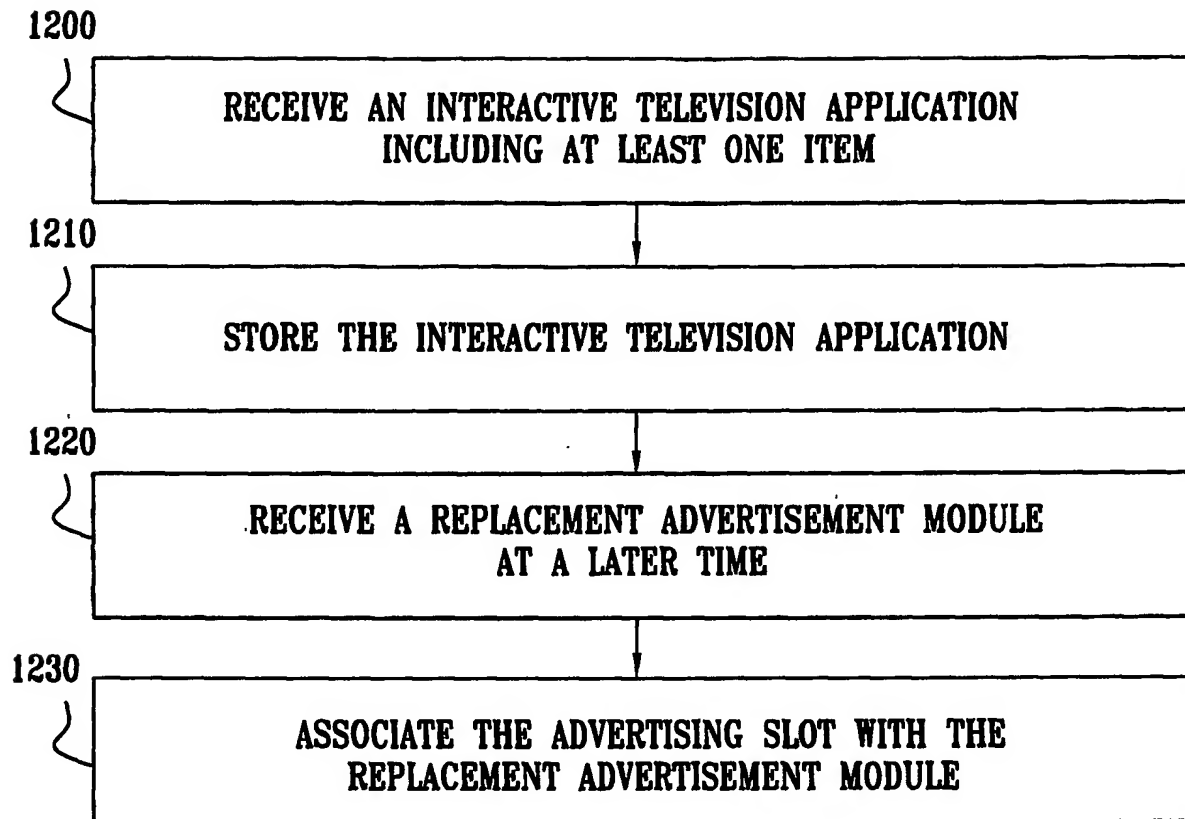 1200
RECEIVE AN INTERACTIVE TELEVISION APPLICATION
INCLUDING AT LEAST ONE ITEM
1210
STORE THE INTERACTIVE TELEVISION APPLICATION
1220
RECEIVE A REPLACEMENT ADVERTISEMENT MODULE
AT A LATER TIME
1230
ASSOCIATE THE ADVERTISING SLOT WITH THE
REPLACEMENT ADVERTISEMENT MODULE